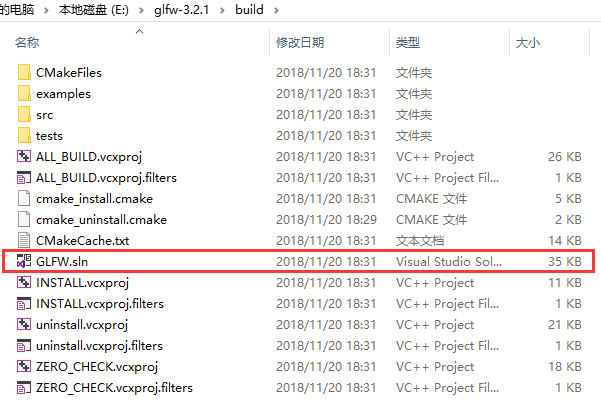 的电脑 › 本地磁盘 (E:) › glfw-3.2.1 › build ›
名称 修改日期 类型 大小
CMakeFiles 2018/11/20 18:31 文件夹
examples 2018/11/20 18:31 文件夹
src 2018/11/20 18:31 文件夹
tests 2018/11/20 18:31 文件夹
ALL_BUILD.vcxproj 2018/11/20 18:31 VC++ Project 26 KB
ALL_BUILD.vcxproj.filters 2018/11/20 18:31 VC++ Project Fil... 1 KB
cmake_install.cmake 2018/11/20 18:31 CMAKE 文件 5 KB
cmake_uninstall.cmake 2018/11/20 18:29 CMAKE 文件 2 KB
CMakeCache.txt 2018/11/20 18:31 文本文档 14 KB
GLFW.sln 2018/11/20 18:31 Visual Studio Sol... 35 KB
INSTALL.vcxproj 2018/11/20 18:31 VC++ Project 11 KB
INSTALL.vcxproj.filters 2018/11/20 18:31 VC++ Project Fil... 1 KB
uninstall.vcxproj 2018/11/20 18:31 VC++ Project 21 KB
uninstall.vcxproj.filters 2018/11/20 18:31 VC++ Project Fil... 1 KB
ZERO_CHECK.vcxproj 2018/11/20 18:31 VC++ Project 18 KB
ZERO_CHECK.vcxproj.filters 2018/11/20 18:31 VC++ Project Fil... 1 KB